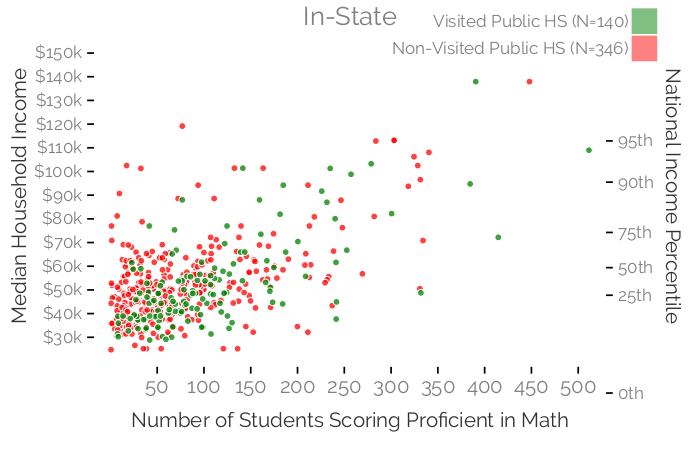 In-State
Visited Public HS (N=140)
Non-Visited Public HS (N=346)
Median Household Income
$150k
$140k
$130k
$120k
$110k
$100k
$90k
$80k
$70k
$60k
$50k
$40k
$30k
National Income Percentile
95th
90th
75th
50th
25th
0th
50 100 150 200 250 300 350 400 450 500
Number of Students Scoring Proficient in Math